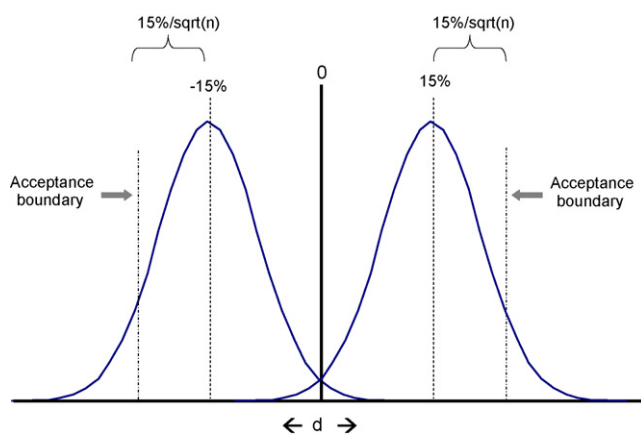 15%/sqrt(n)
15%/sqrt(n)
0
-15%
15%
Acceptance
boundary
Acceptance
boundary
← d →